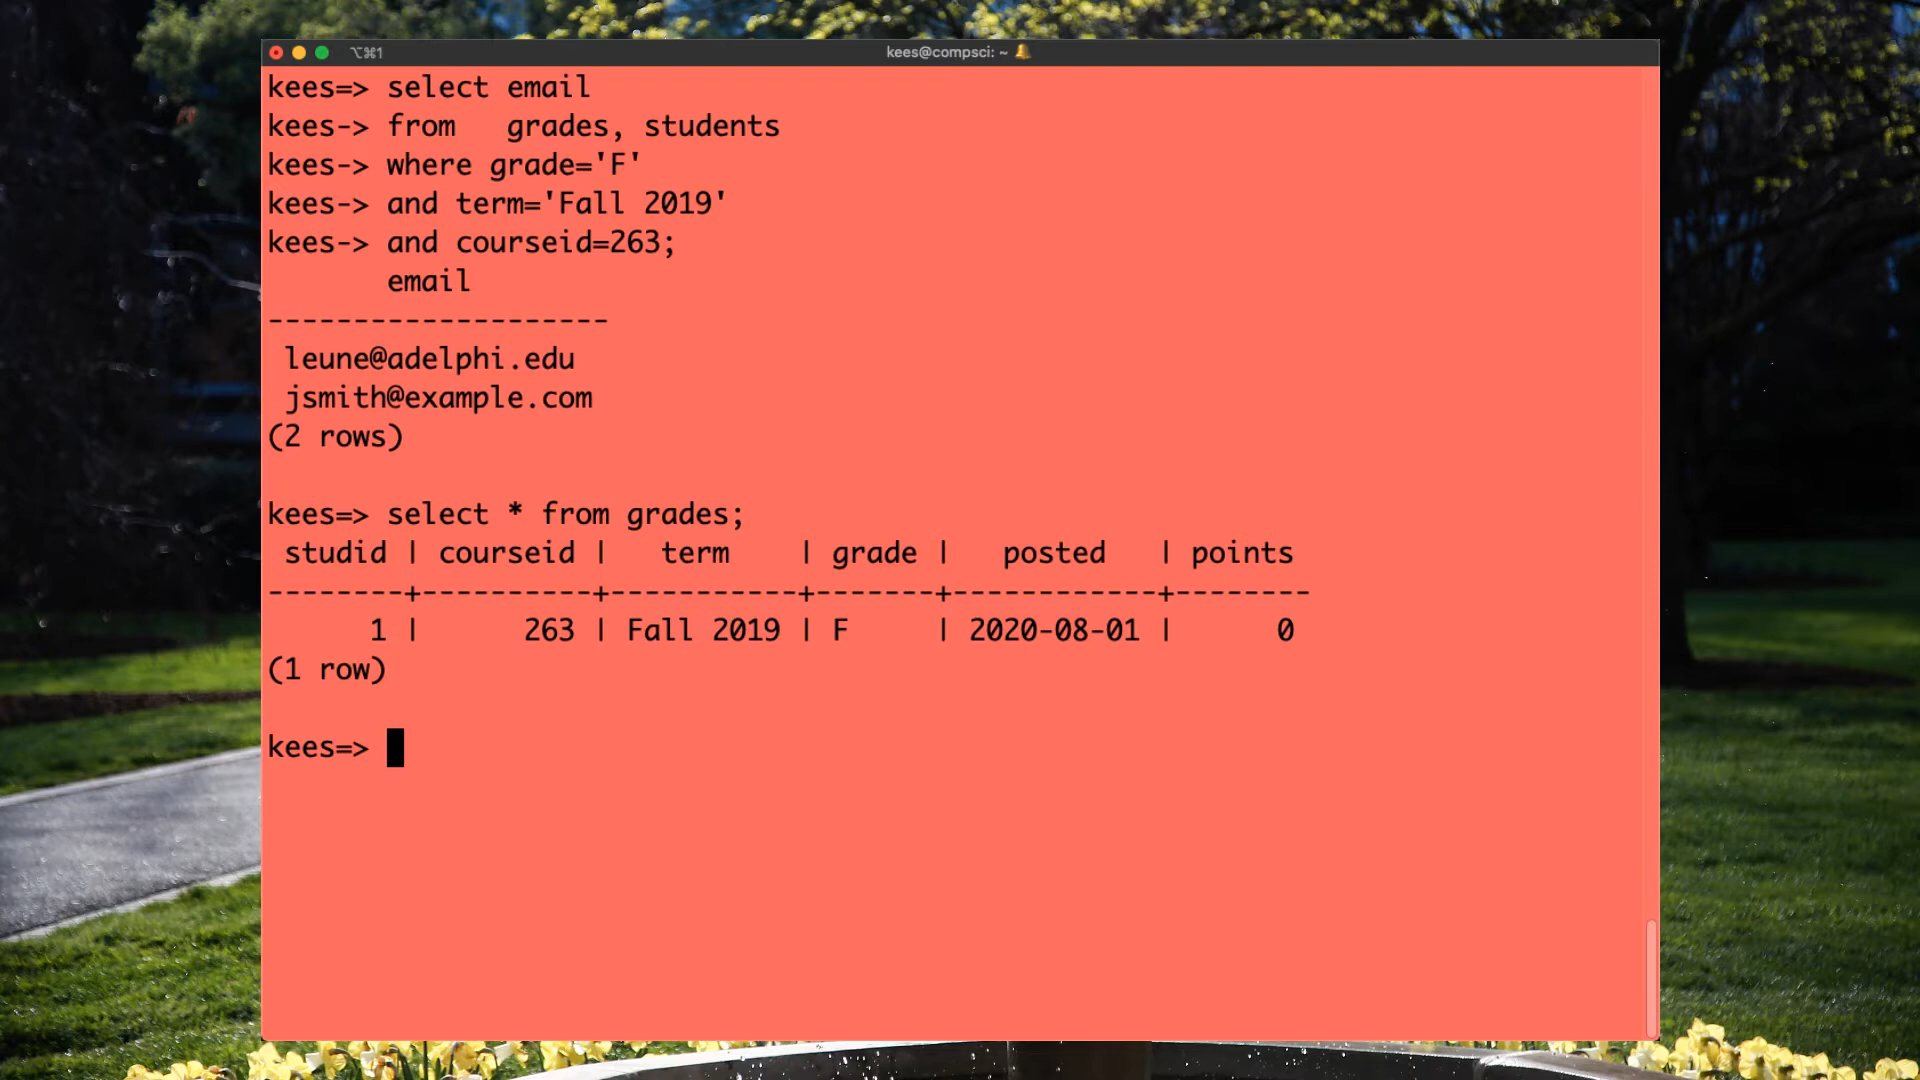 ⌥⌘1
kees@compsci: ~ 🔔
kees=> select email
kees-> from   grades, students
kees-> where grade='F'
kees-> and term='Fall 2019'
kees-> and courseid=263;
       email
--------------------
 leune@adelphi.edu
 jsmith@example.com
(2 rows)

kees=> select * from grades;
 studid | courseid |   term    | grade |   posted   | points
--------+----------+-----------+-------+------------+--------
      1 |      263 | Fall 2019 | F     | 2020-08-01 |      0
(1 row)

kees=>